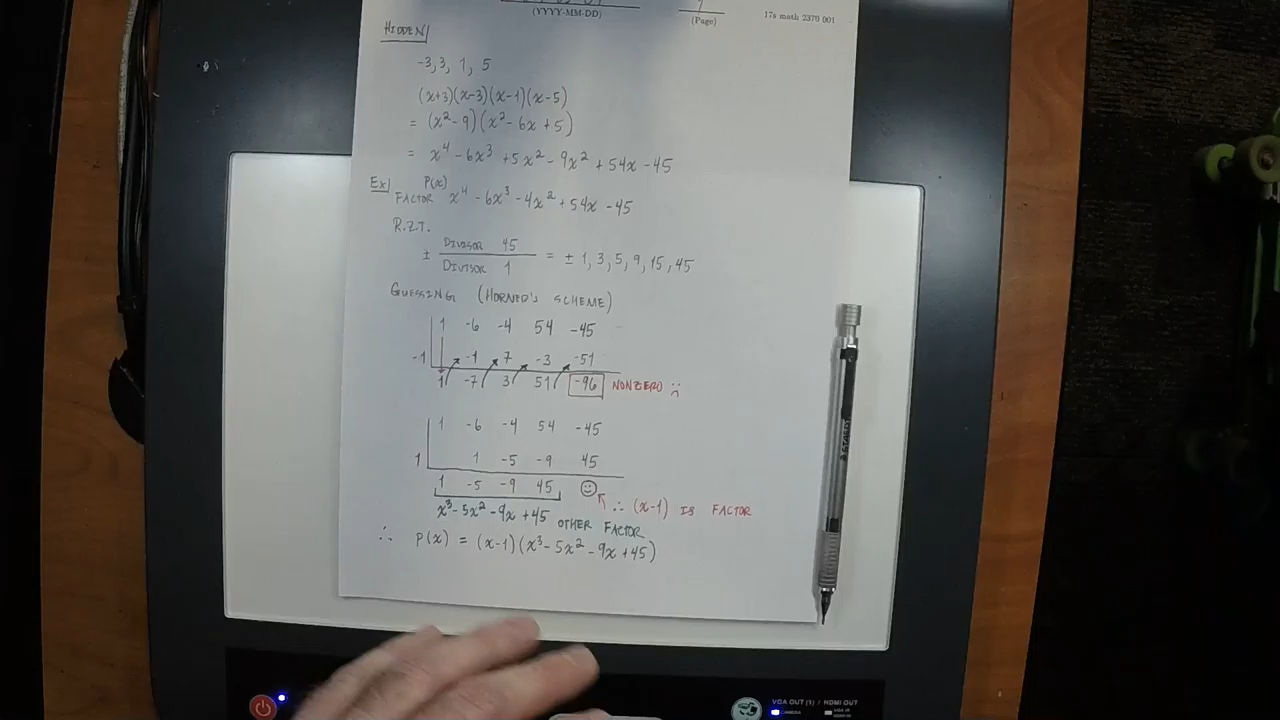 (YYYY-MM-DD)
(Page)
17s math 2370 001
HIDDEN
-3, 3, 1, 5
(x+3)(x-3)(x-1)(x-5)
= (x²-9)(x²-6x+5)
= x⁴ -6x³ +5x² -9x² +54x -45
Ex P(x)
FACTOR x⁴ -6x³ -4x² +54x -45
R.Z.T.
± DIVISOR 45 / DIVISOR 1 = ± 1, 3, 5, 9, 15, 45
GUESSING (HORNER'S SCHEME)
1 -6 -4 54 -45
-1 -1 7 -3 -51
1 -7 3 51 -96 NONZERO
1 -6 -4 54 -45
1 1 -5 -9 45
1 -5 -9 45
∴ (x-1) IS FACTOR
x³-5x²-9x+45 OTHER FACTOR
∴ P(x) = (x-1)(x³-5x²-9x+45)
VGA OUT (1) / HDMI OUT